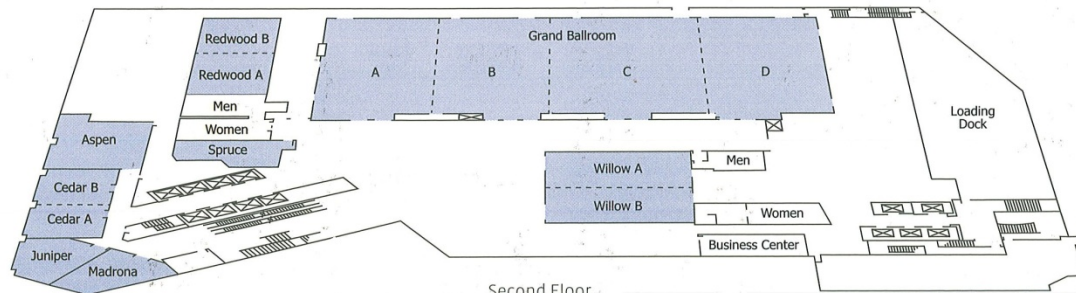 Redwood B
Redwood A
Men
Women
Spruce
Aspen
Cedar B
Cedar A
Juniper
Madrona
Grand Ballroom
A
B
C
D
Willow A
Willow B
Men
Women
Business Center
Loading
Dock
Second Floor